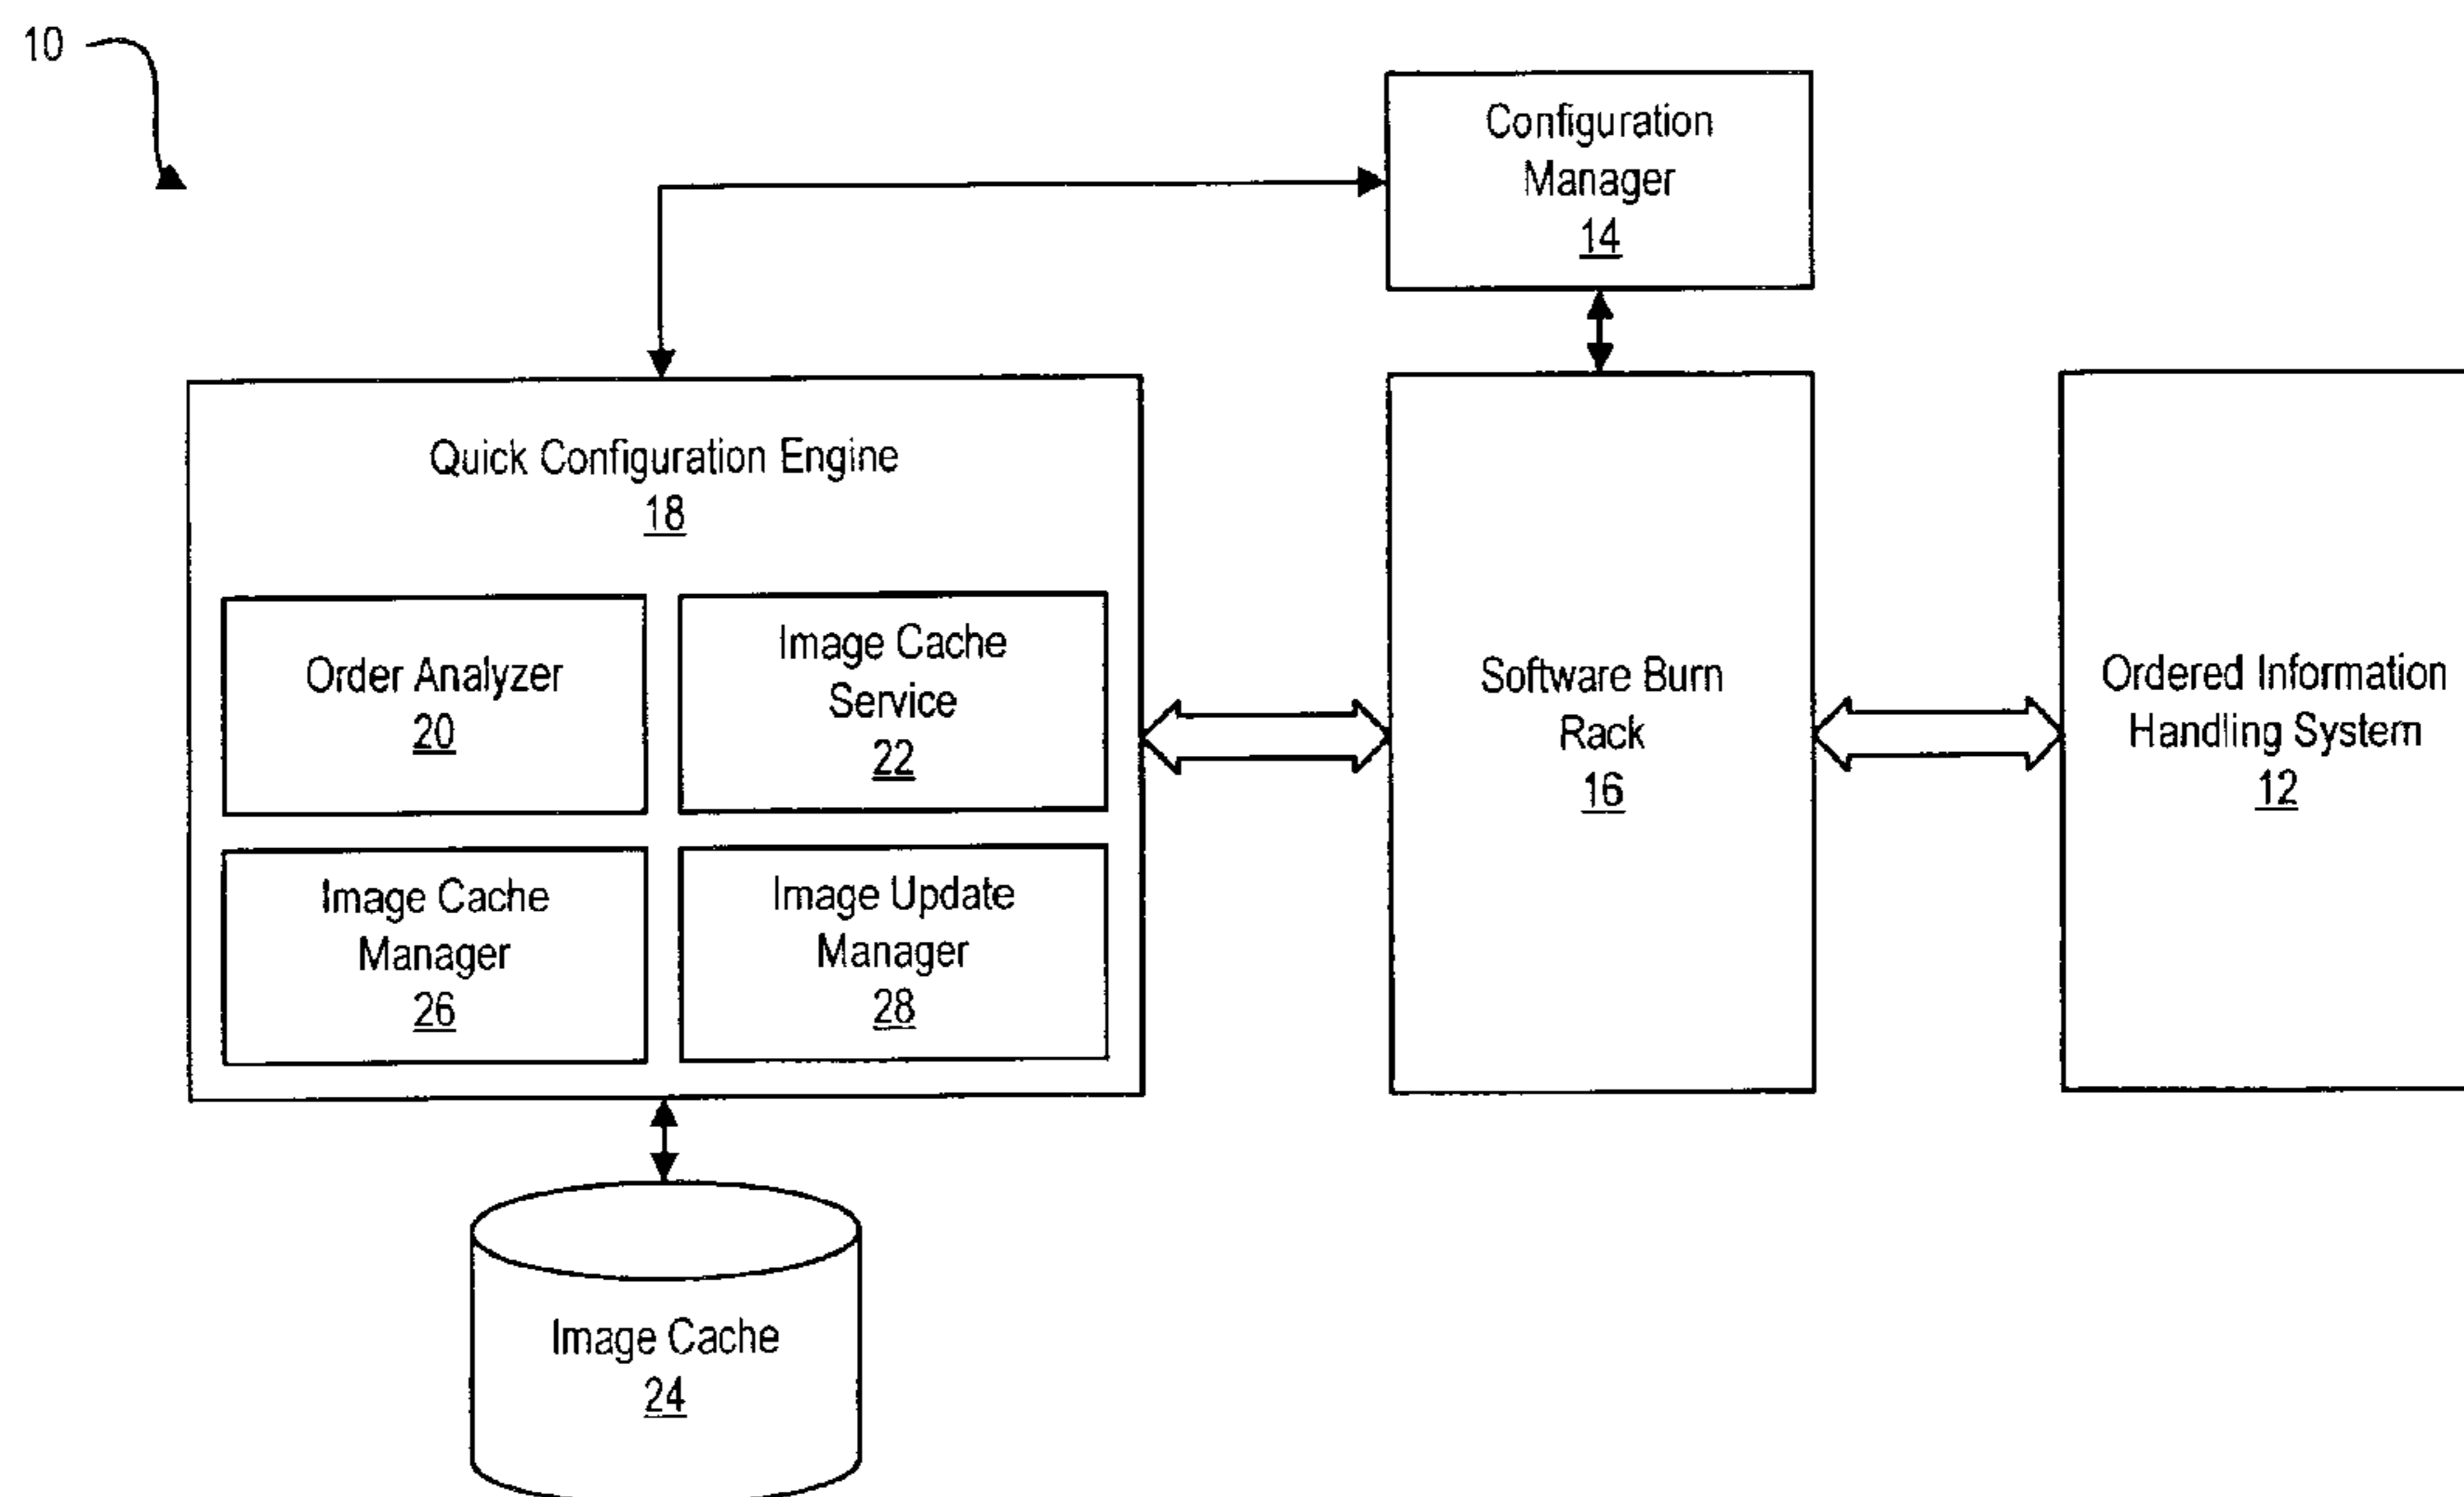 10
Configuration
Manager
14
Quick Configuration Engine
18
Order Analyzer
20
Image Cache
Service
22
Image Cache
Manager
26
Image Update
Manager
28
Software Burn
Rack
16
Ordered Information
Handling System
12
Image Cache
24